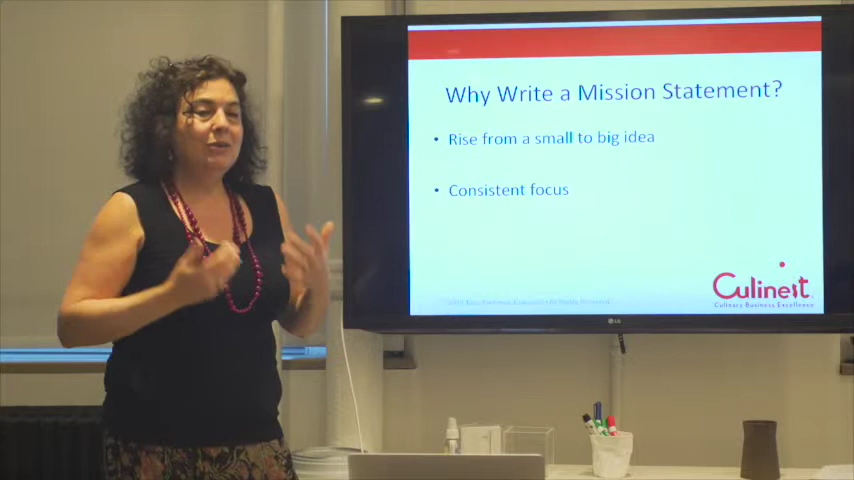 Why Write a Mission Statement?
• Rise from a small to big idea
• Consistent focus
Culinest
Culinary Business Excellence
LG